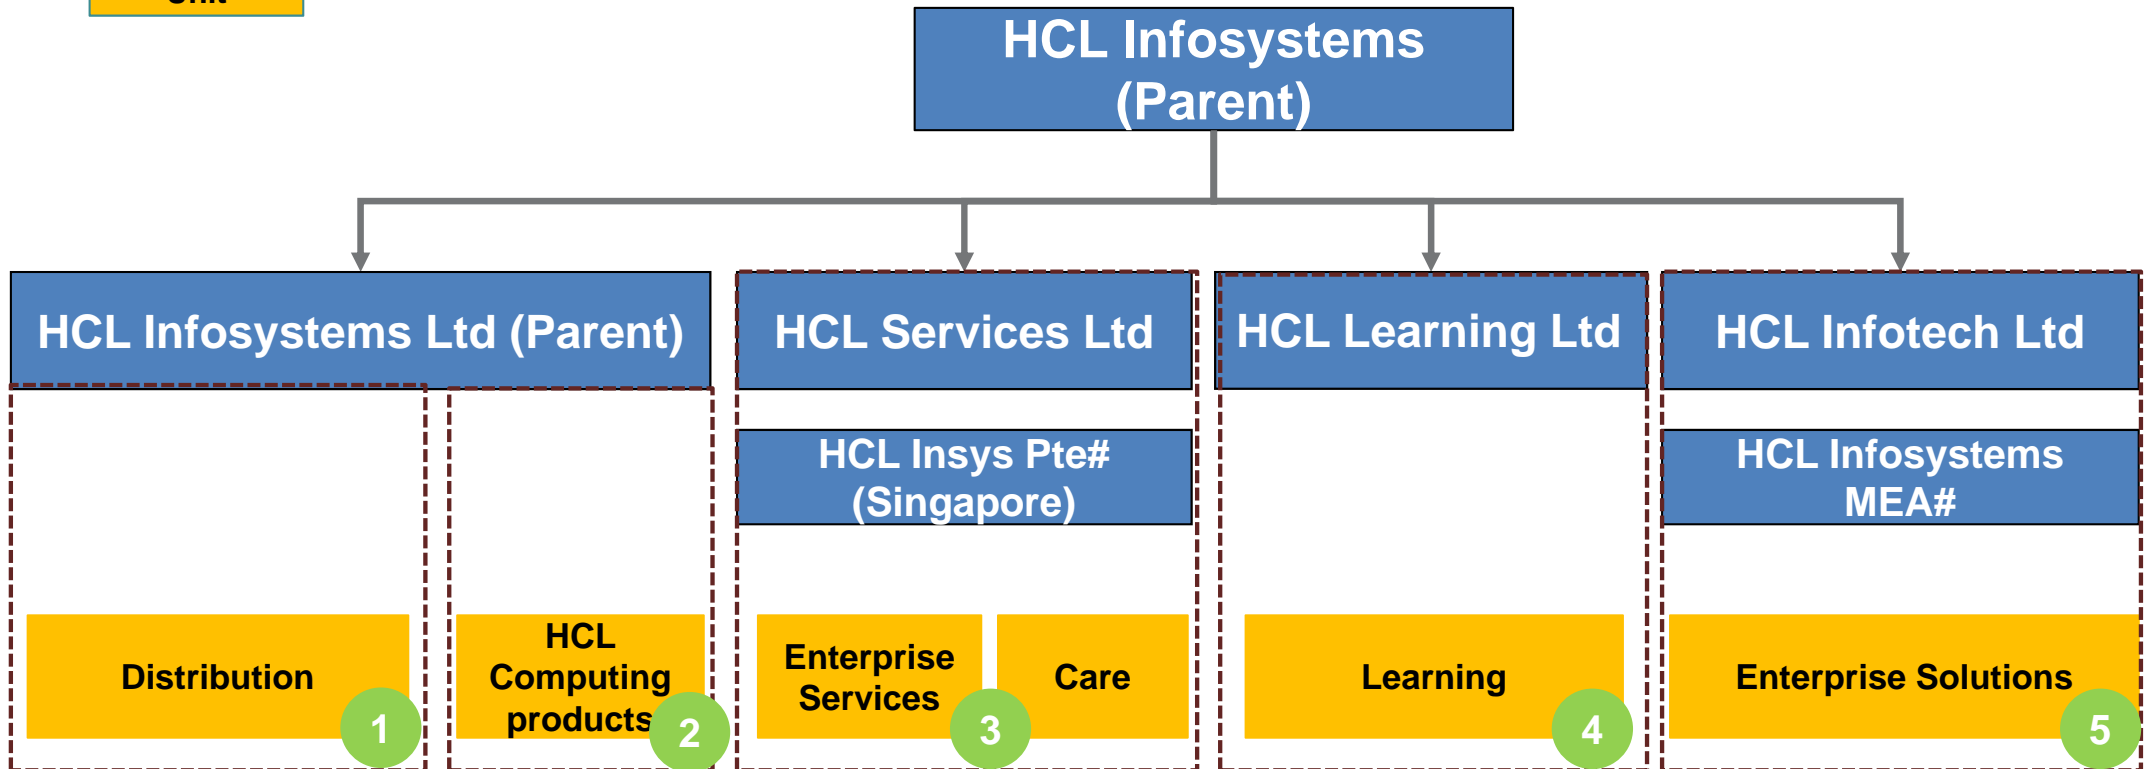 Unit
HCL Infosystems
(Parent)
HCL Infosystems Ltd (Parent)
HCL Services Ltd
HCL Learning Ltd
HCL Infotech Ltd
HCL Insys Pte#
(Singapore)
HCL Infosystems
MEA#
Distribution
1
HCL
Computing
products
2
Enterprise
Services
3
Care
Learning
4
Enterprise Solutions
5